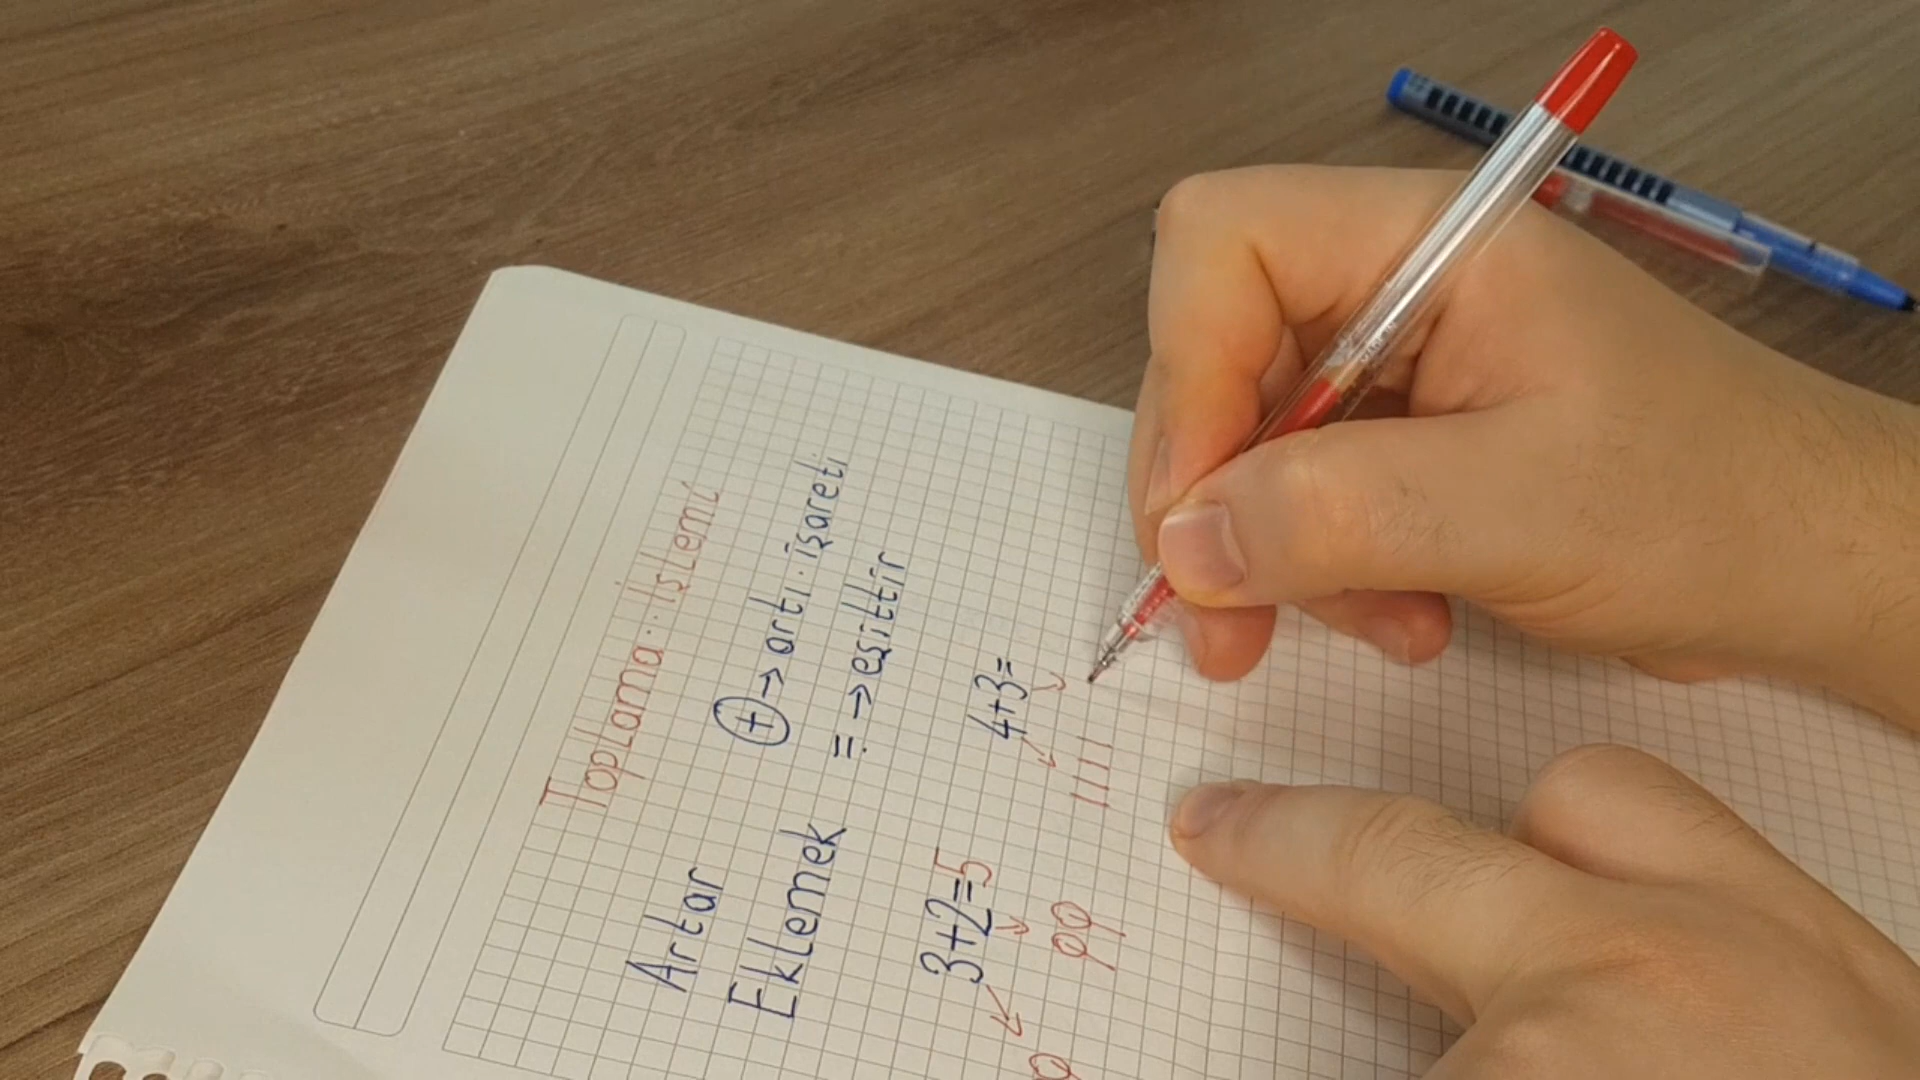 Toplama İşlemi
Artar
+ → artı işareti
Eklemek
= → eşittir
3+2=5
4+3=